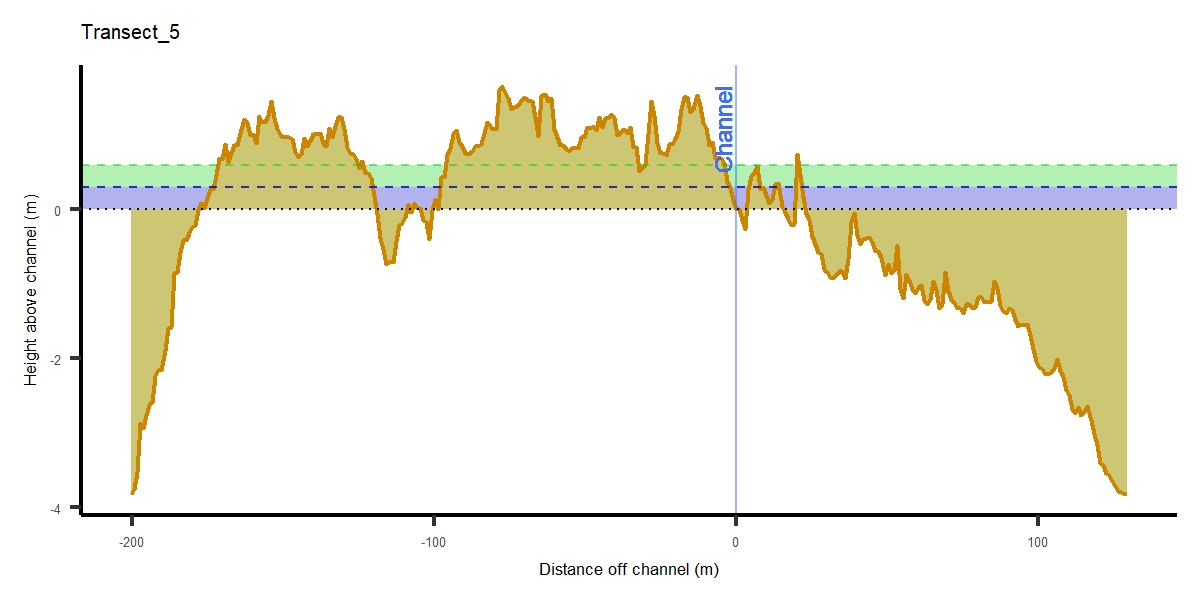 Transect_5
Channel
Height above channel (m)
0
-2
-4
-200
-100
0
100
Distance off channel (m)